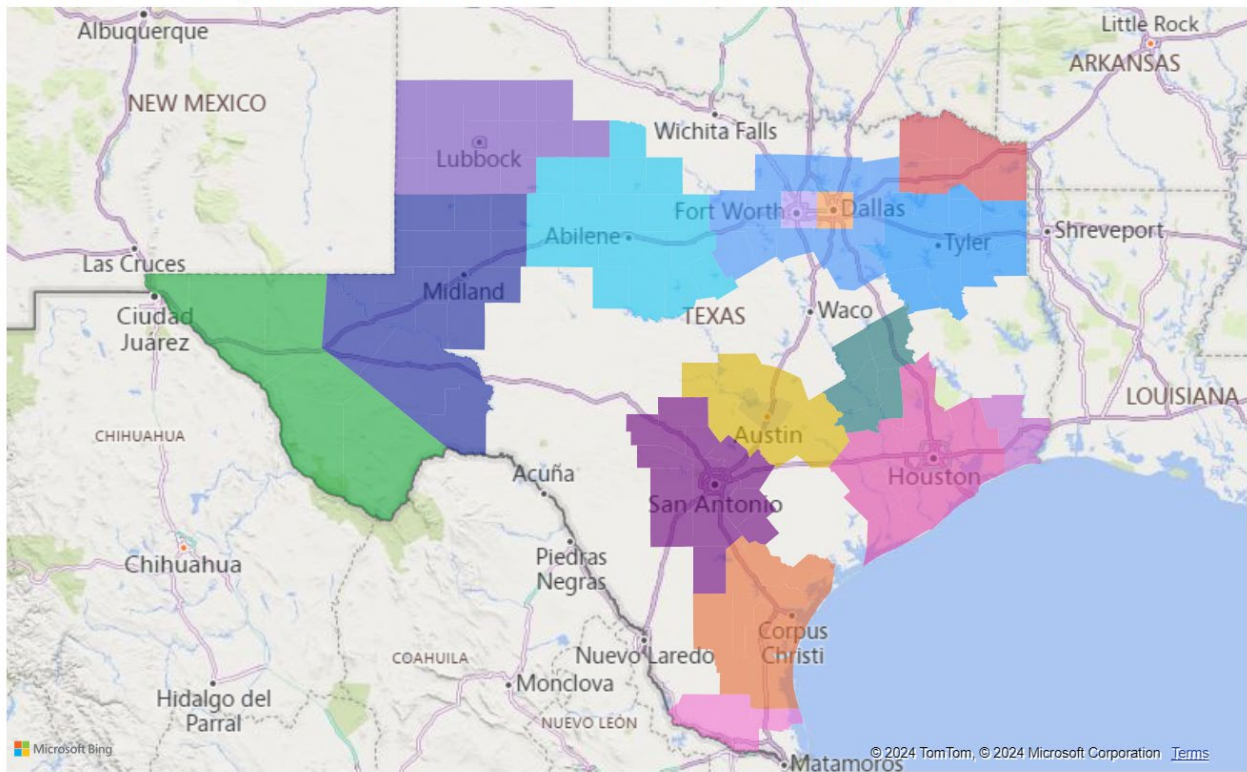 Albuquerque
Little Rock
ARKANSAS
NEW MEXICO
Wichita Falls
Lubbock
Fort Worth
Dallas
Abilene
Tyler
Shreveport
Las Cruces
Midland
Ciudad
Juárez
TEXAS
Waco
LOUISIANA
CHIHUAHUA
Austin
Acuña
Houston
San Antonio
Chihuahua
Piedras
Negras
Corpus
Christi
COAHUILA
Nuevo Laredo
Monclova
Hidalgo del
Parral
NUEVO LEÓN
Microsoft Bing
© 2024 TomTom, © 2024 Microsoft Corporation Terms
Matamoros